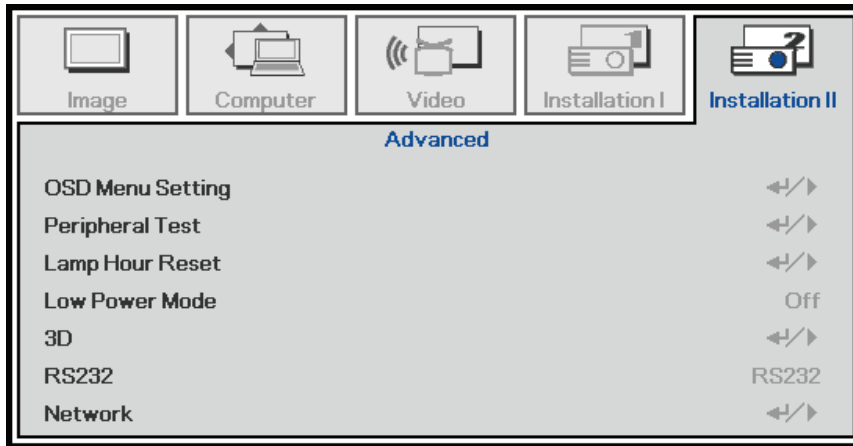 Image Computer Video Installation I Installation II
Advanced
OSD Menu Setting
Peripheral Test
Lamp Hour Reset
Low Power Mode Off
3D
RS232 RS232
Network